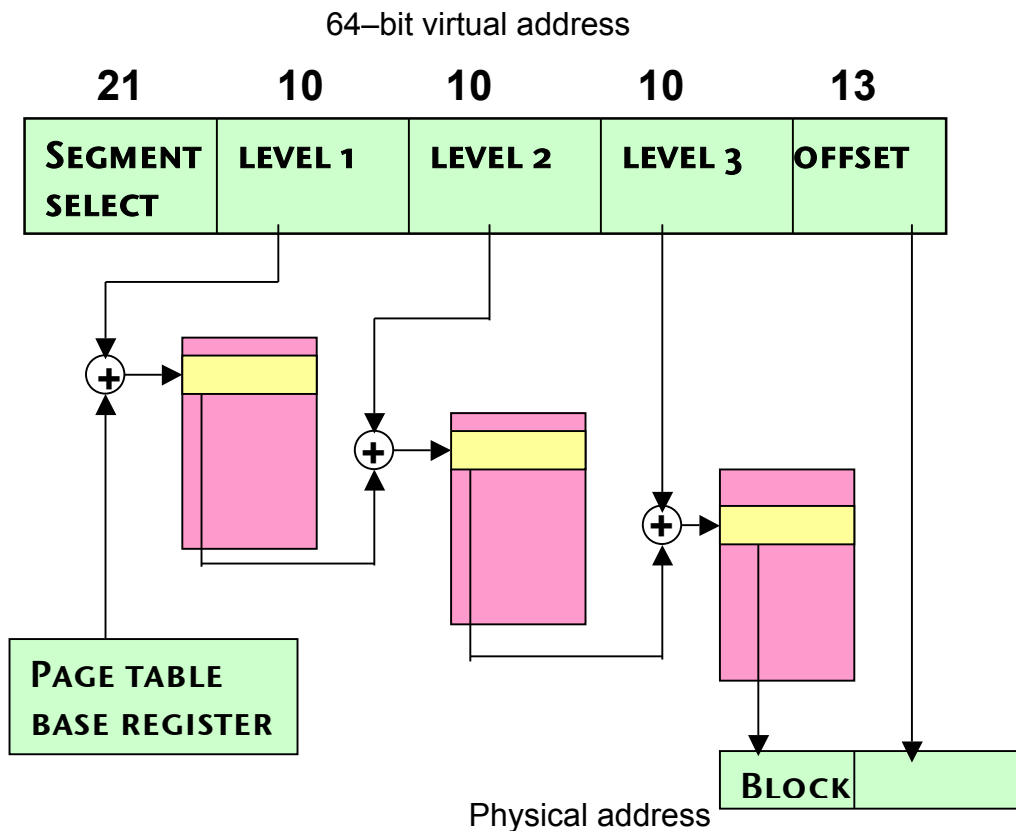 64–bit virtual address
21 10 10 10 13
SEGMENT SELECT
LEVEL 1
LEVEL 2
LEVEL 3
OFFSET
+
+
+
PAGE TABLE
BASE REGISTER
BLOCK
Physical address